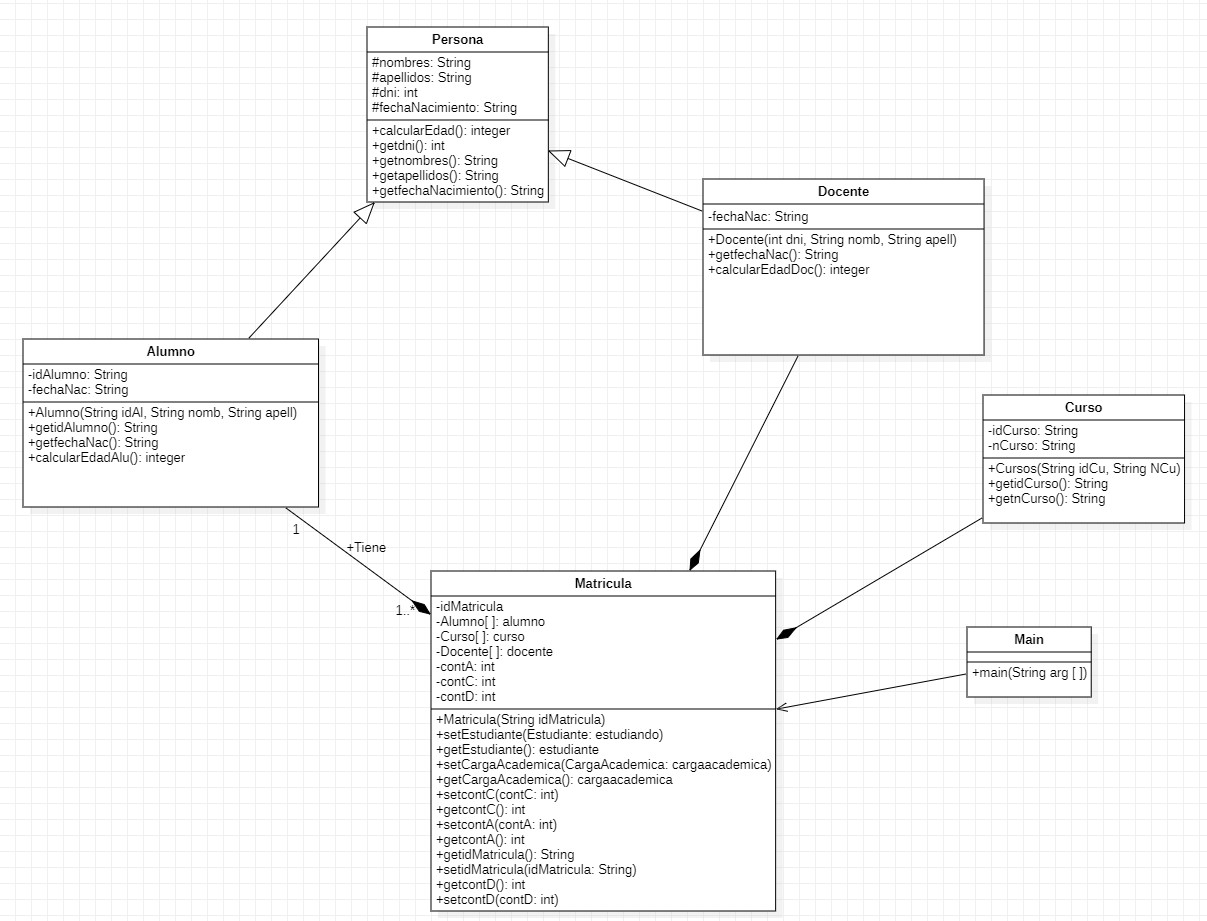 Persona
#nombres: String
#apellidos: String
#dni: int
#fechaNacimiento: String
+calcularEdad(): integer
+getdni(): int
+getnombres(): String
+getapellidos(): String
+getfechaNacimiento(): String
Docente
-fechaNac: String
+Docente(int dni, String nomb, String apell)
+getfechaNac(): String
+calcularEdadDoc(): integer
Alumno
-idAlumno: String
-fechaNac: String
+Alumno(String idAl, String nomb, String apell)
+getidAlumno(): String
+getfechaNac(): String
+calcularEdadAlu(): integer
Curso
-idCurso: String
-nCurso: String
+Cursos(String idCu, String NCu)
+getidCurso(): String
+getnCurso(): String
1
+Tiene
1..*
Matricula
-idMatricula
-Alumno[ ]: alumno
-Curso[ ]: curso
-Docente[ ]: docente
-contA: int
-contC: int
-contD: int
+Matricula(String idMatricula)
+setEstudiante(Estudiante: estudiando)
+getEstudiante(): estudiante
+setCargaAcademica(CargaAcademica: cargaacademica)
+getCargaAcademica(): cargaacademica
+setcontC(contC: int)
+getcontC(): int
+setcontA(contA: int)
+getcontA(): int
+getidMatricula(): String
+setidMatricula(idMatricula: String)
+getcontD(): int
+setcontD(contD: int)
Main
+main(String arg [ ])